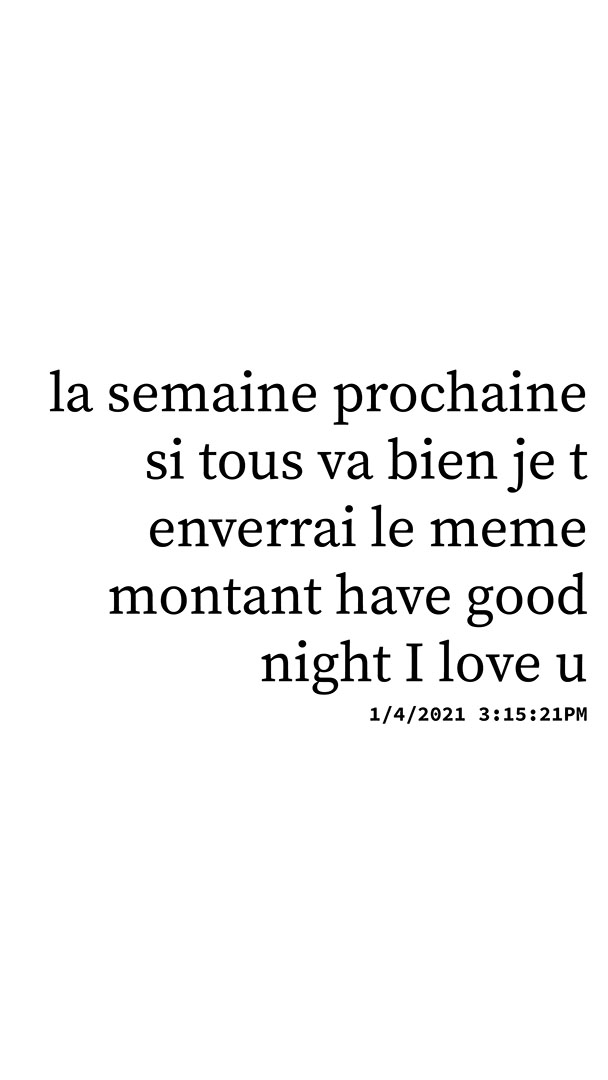 la semaine prochaine
si tous va bien je t
enverrai le meme
montant have good
night I love u
1/4/2021 3:15:21PM